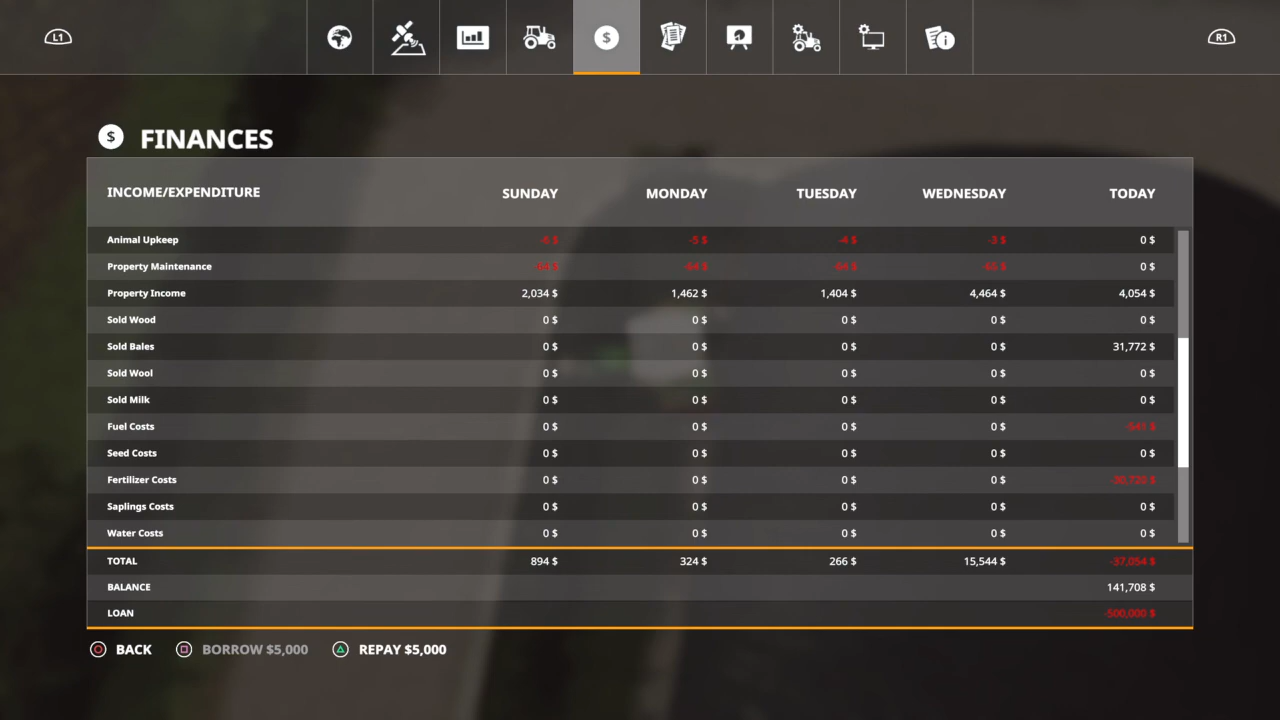 L1
R1
$ FINANCES
INCOME/EXPENDITURE SUNDAY MONDAY TUESDAY WEDNESDAY TODAY
Animal Upkeep -5 $ -4 $ -3 $ 0 $
Property Maintenance 0 $
Property Income 2,034 $ 1,462 $ 1,404 $ 4,464 $ 4,054 $
Sold Wood 0 $ 0 $ 0 $ 0 $ 0 $
Sold Bales 0 $ 0 $ 0 $ 0 $ 31,772 $
Sold Wool 0 $ 0 $ 0 $ 0 $ 0 $
Sold Milk 0 $ 0 $ 0 $ 0 $ 0 $
Fuel Costs 0 $ 0 $ 0 $ 0 $ -541 $
Seed Costs 0 $ 0 $ 0 $ 0 $ 0 $
Fertilizer Costs 0 $ 0 $ 0 $ 0 $
Saplings Costs 0 $ 0 $ 0 $ 0 $ 0 $
Water Costs 0 $ 0 $ 0 $ 0 $ 0 $
TOTAL 894 $ 324 $ 266 $ 15,544 $ -37,054 $
BALANCE 141,708 $
LOAN -500,000 $
BACK BORROW $5,000 REPAY $5,000